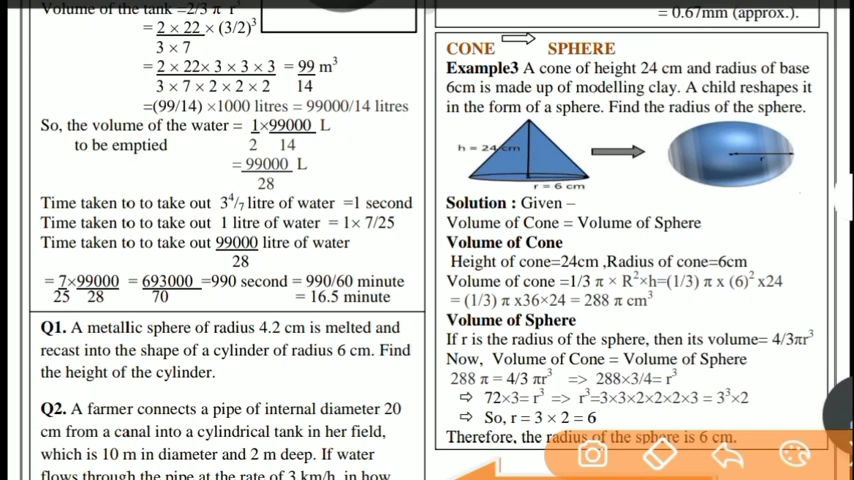 Volume of the tank =2/3 π r³
= 2 × 22 × (3/2)³
3 × 7
= 2 × 22× 3 × 3 × 3 = 99 m³
3 × 7 × 2 × 2 × 2 14
=(99/14) ×1000 litres = 99000/14 litres
So, the volume of the water = 1×99000 L
to be emptied 2 14
= 99000 L
28
Time taken to to take out 3⁴/₇ litre of water =1 second
Time taken to to take out 1 litre of water = 1× 7/25
Time taken to to take out 99000 litre of water
28
= 7×99000 = 693000 =990 second = 990/60 minute
25 28 70 = 16.5 minute
Q1. A metallic sphere of radius 4.2 cm is melted and
recast into the shape of a cylinder of radius 6 cm. Find
the height of the cylinder.
Q2. A farmer connects a pipe of internal diameter 20
cm from a canal into a cylindrical tank in her field,
which is 10 m in diameter and 2 m deep. If water
flows through the pipe at the rate of 3 km/h, in how
= 0.67mm (approx.).
CONE SPHERE
Example3 A cone of height 24 cm and radius of base
6cm is made up of modelling clay. A child reshapes it
in the form of a sphere. Find the radius of the sphere.
h = 24 cm
r
r = 6 cm
Solution : Given –
Volume of Cone = Volume of Sphere
Volume of Cone
Height of cone=24cm ,Radius of cone=6cm
Volume of cone =1/3 π × R²×h=(1/3) π x (6)² x24
= (1/3) π x36×24 = 288 π cm³
Volume of Sphere
If r is the radius of the sphere, then its volume= 4/3πr³
Now, Volume of Cone = Volume of Sphere
288 π = 4/3 πr³ => 288×3/4= r³
⇨ 72×3= r³ => r³=3×3×2×2×2×3 = 3³×2
⇨ So, r = 3 × 2 = 6
Therefore, the radius of the sphere is 6 cm.